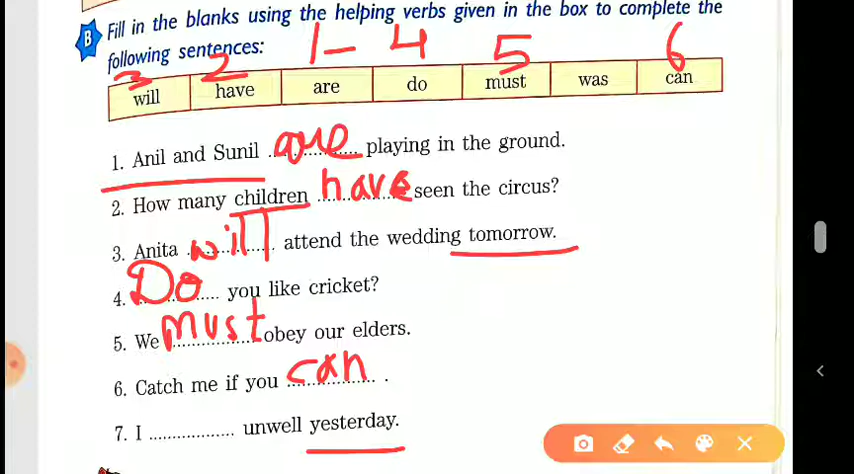 B Fill in the blanks using the helping verbs given in the box to complete the
following sentences:
1- 4 5 6
3 2
will have are do must was can
1. Anil and Sunil are playing in the ground.
2. How many children have seen the circus?
3. Anita will attend the wedding tomorrow.
4. Do you like cricket?
5. We must obey our elders.
6. Catch me if you can .
7. I ................. unwell yesterday.